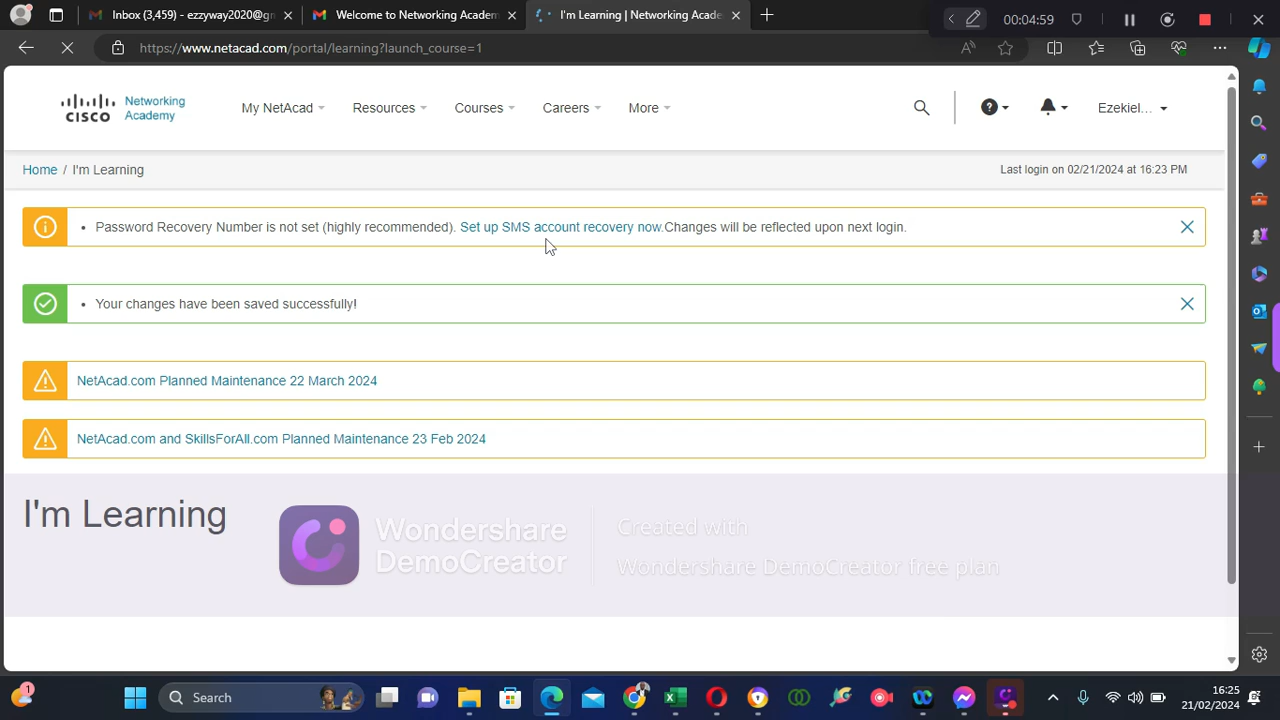 Inbox (3,459) - ezzyway2020@gm
Welcome to Networking Academ
I'm Learning | Networking Acade
00:04:59
https://www.netacad.com/portal/learning?launch_course=1
CISCO Networking Academy
My NetAcad
Resources
Courses
Careers
More
Ezekiel...
Home / I'm Learning
Last login on 02/21/2024 at 16:23 PM
• Password Recovery Number is not set (highly recommended). Set up SMS account recovery now.Changes will be reflected upon next login.
• Your changes have been saved successfully!
NetAcad.com Planned Maintenance 22 March 2024
NetAcad.com and SkillsForAll.com Planned Maintenance 23 Feb 2024
I'm Learning
Wondershare
DemoCreator
Created with
Wondershare DemoCreator free plan
1
Search
16:25
21/02/2024